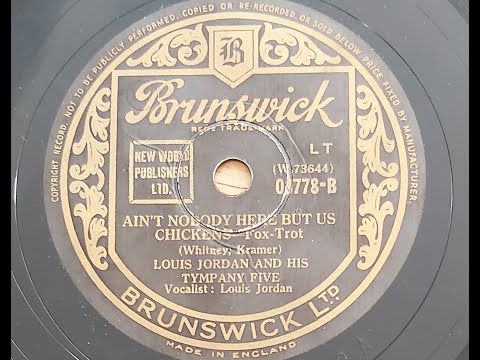 COPYRIGHT RECORD. NOT TO BE PUBLICLY PERFORMED, COPIED OR RE-RECORDED, OR SOLD BELOW PRICE FIXED BY MANUFACTURER.
B
Brunswick
REGD TRADE-MARK
LT
NEW WORLD
PUBLISHERS
LTD.
(W.73644)
AIN'T NOBODY HERE BUT US
CHICKENS Fox-Trot
(Whitney, Kramer)
LOUIS JORDAN AND HIS
TYMPANY FIVE
Vocalist: Louis Jordan
BRUNSWICK LTD
MADE IN ENGLAND